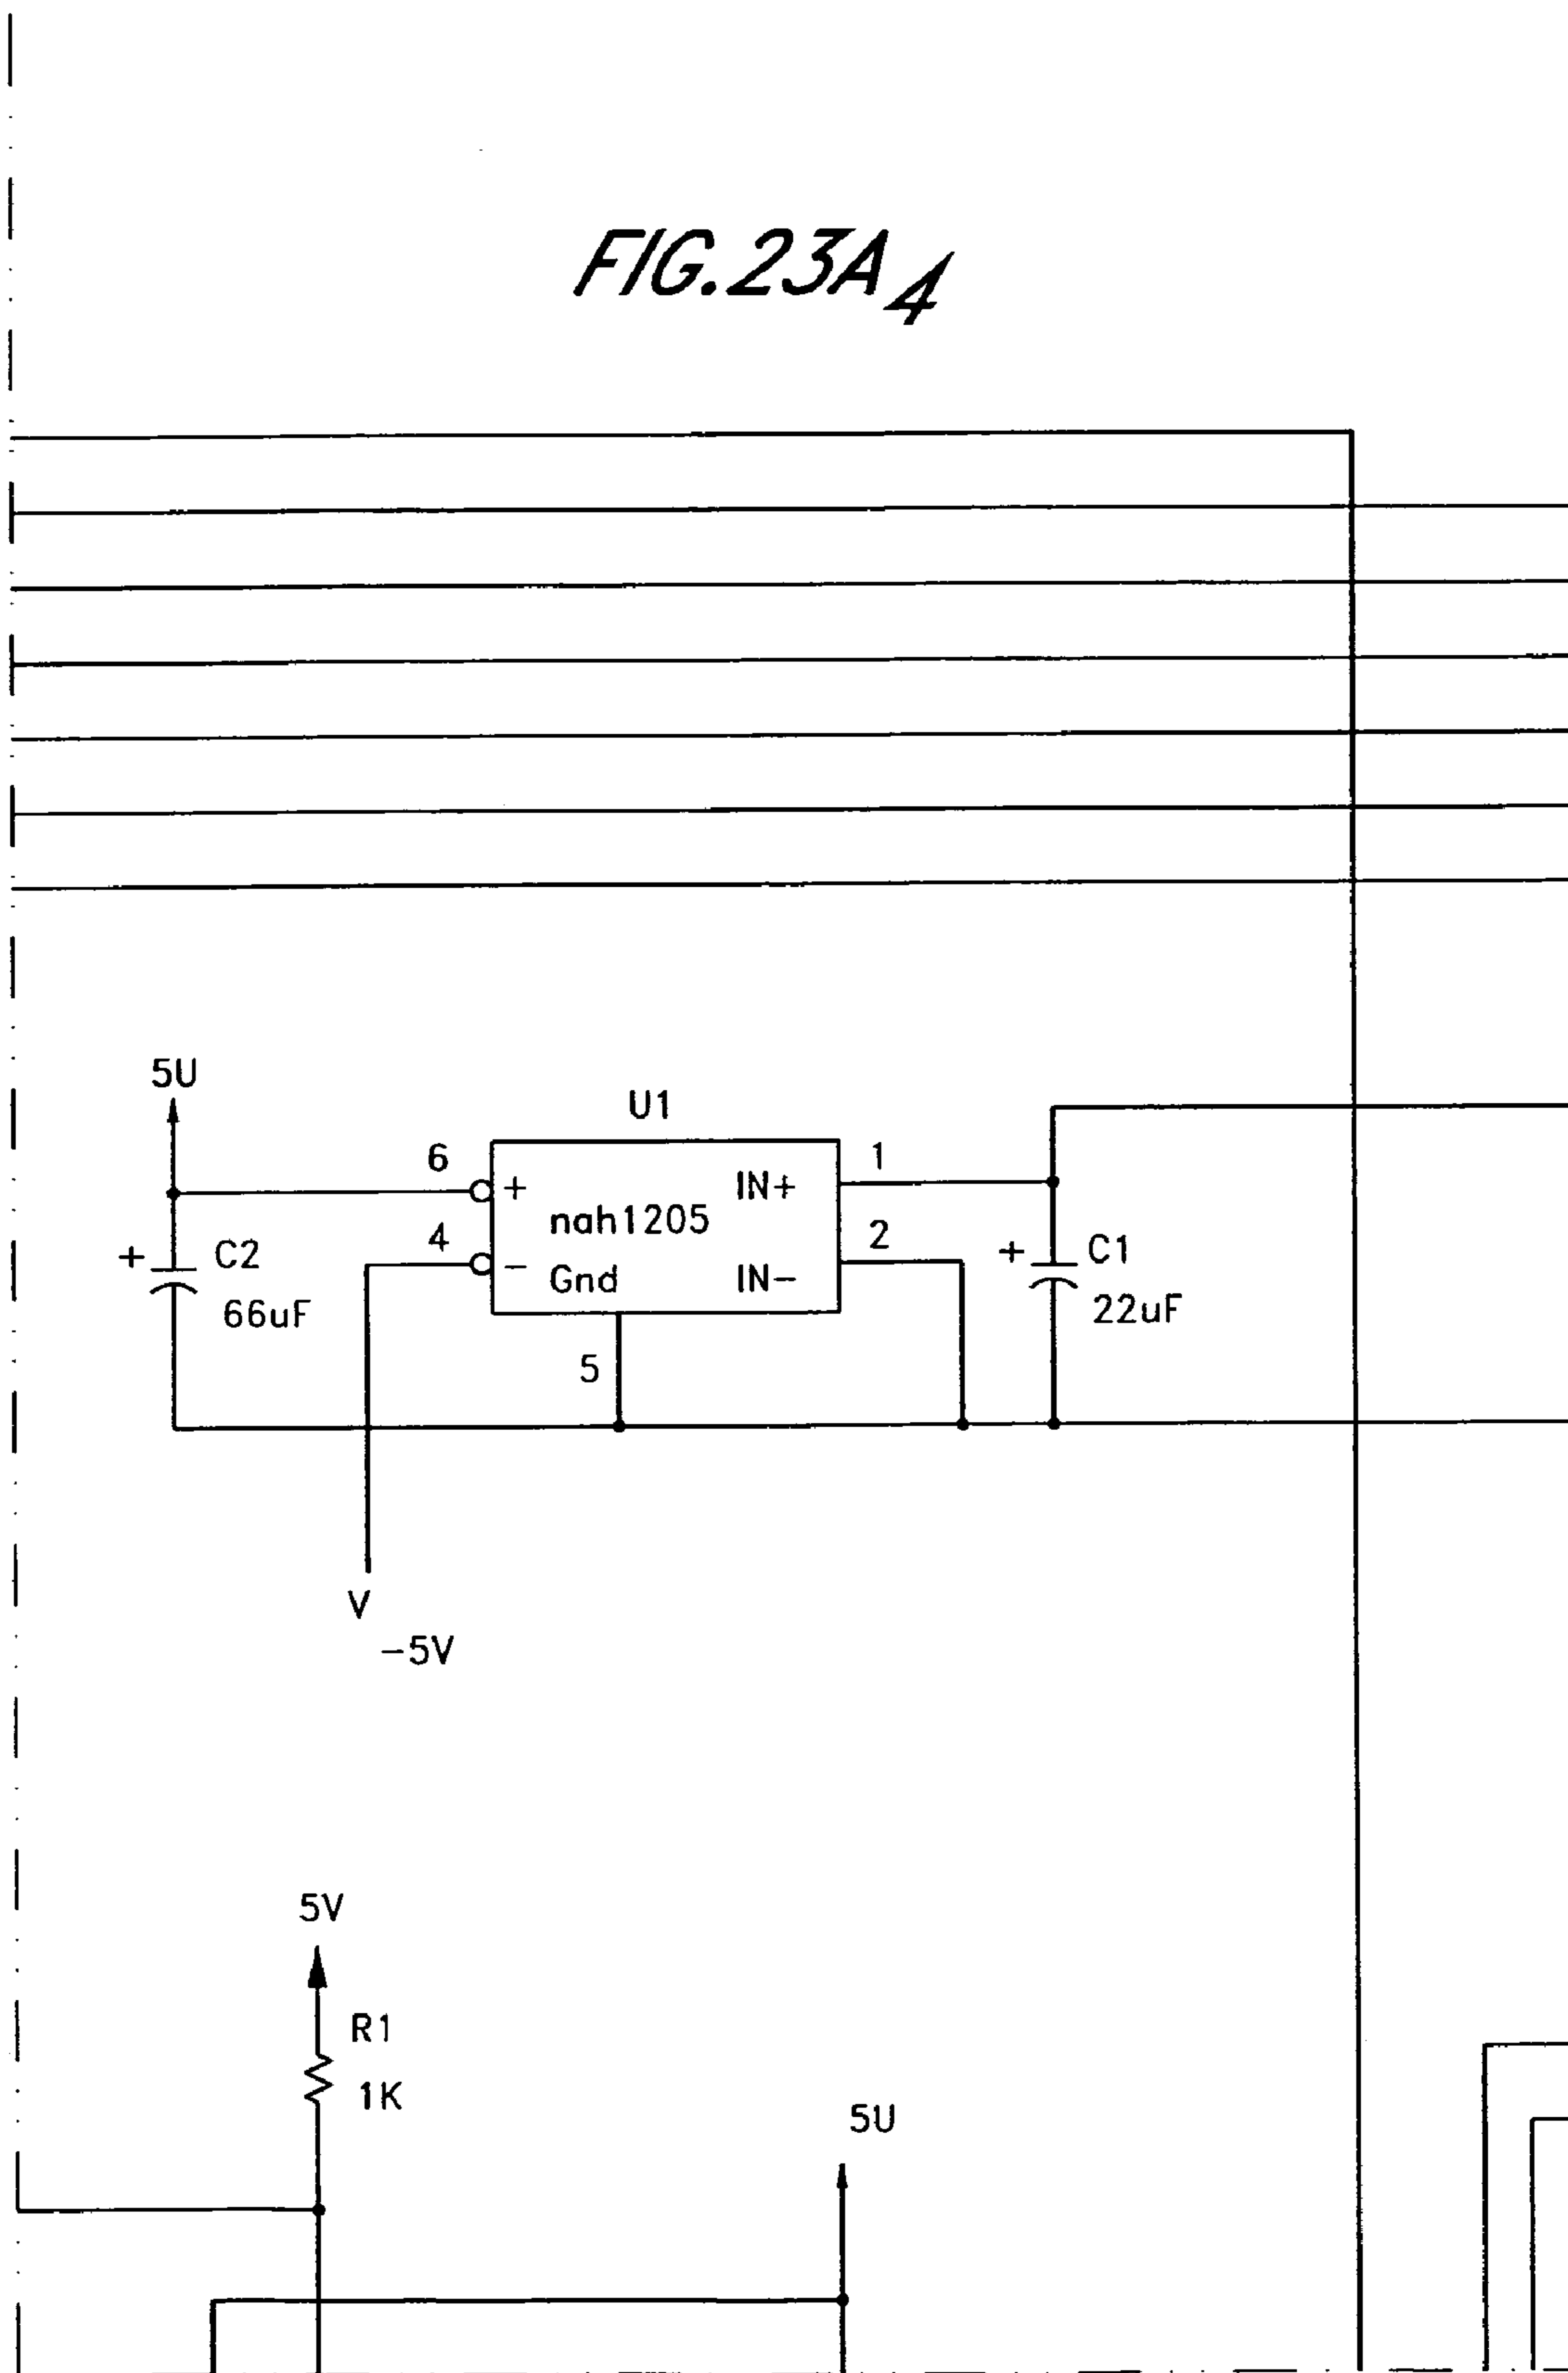 FIG.23A4
5U
U1
6
+
IN+
1
nah1205
4
-
Gnd
IN-
2
+
C2
66uF
+
C1
22uF
5
V
-5V
5V
R1
1K
5U